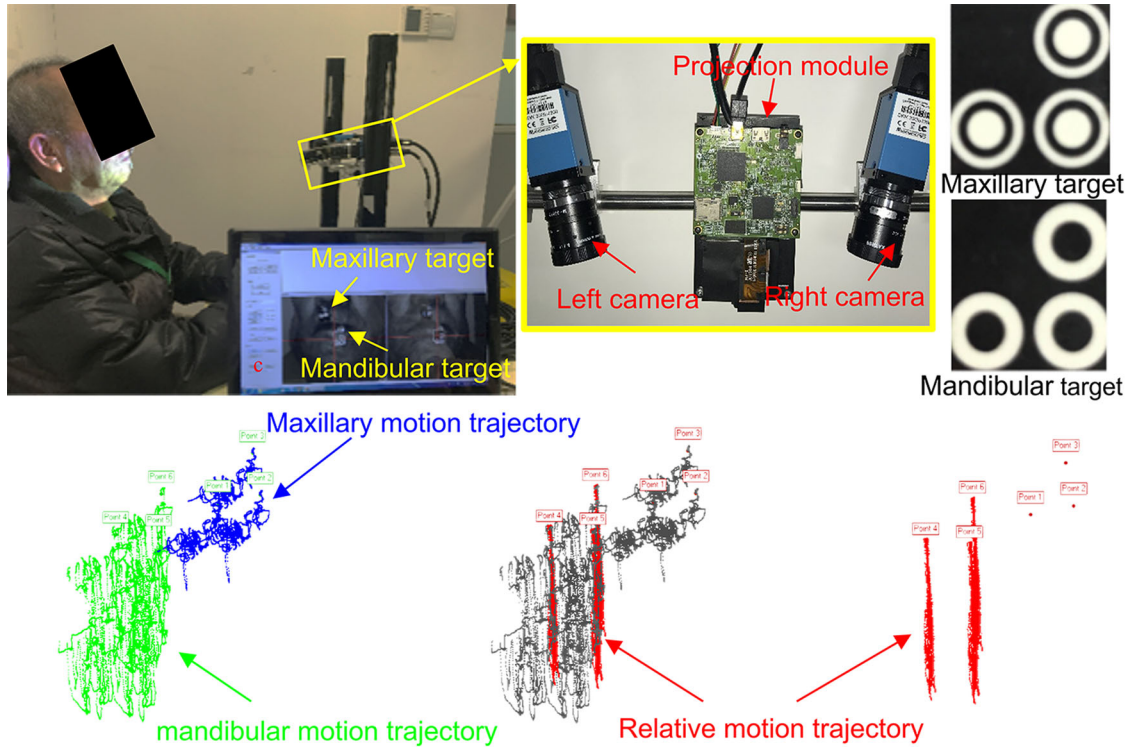 Projection module
Left camera
Right camera
Maxillary target
Mandibular target
Maxillary target
Mandibular target
c
Maxillary motion trajectory
mandibular motion trajectory
Point 3
Point 2
Point 1
Point 6
Point 4
Point 5
Point 3
Point 2
Point 1
Point 6
Point 4
Point 5
Relative motion trajectory
Point 3
Point 2
Point 1
Point 6
Point 4
Point 5